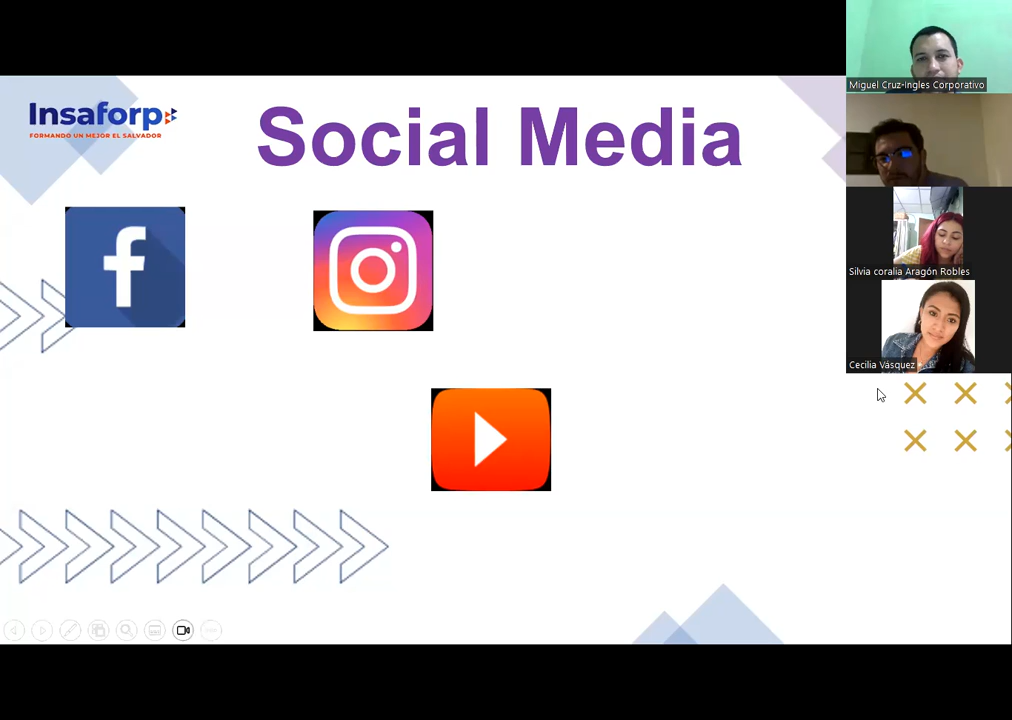 Insaforp
FORMANDO UN MEJOR EL SALVADOR
Social Media
Miguel Cruz-Ingles Corporativo
Silvia coralia Aragón Robles
Cecilia Vásquez